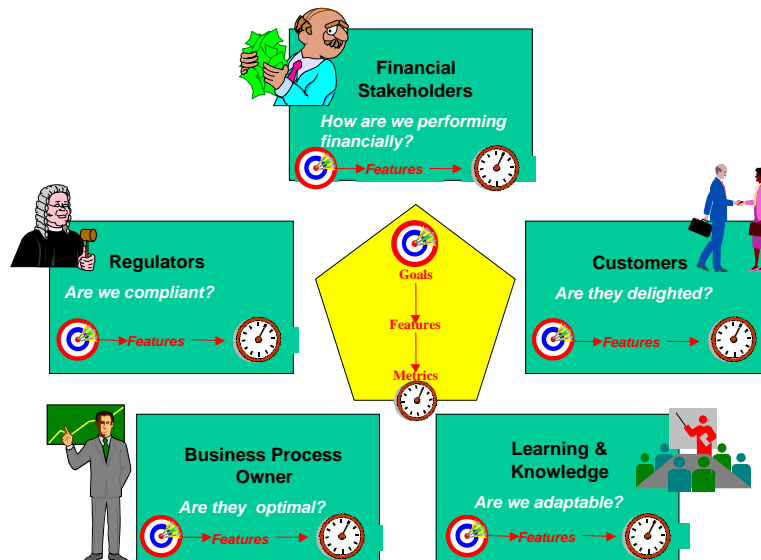 Financial
Stakeholders
How are we performing
financially?
Features
Regulators
Are we compliant?
Features
Goals
Features
Metrics
Customers
Are they delighted?
Features
Business Process
Owner
Are they optimal?
Features
Learning &
Knowledge
Are we adaptable?
Features